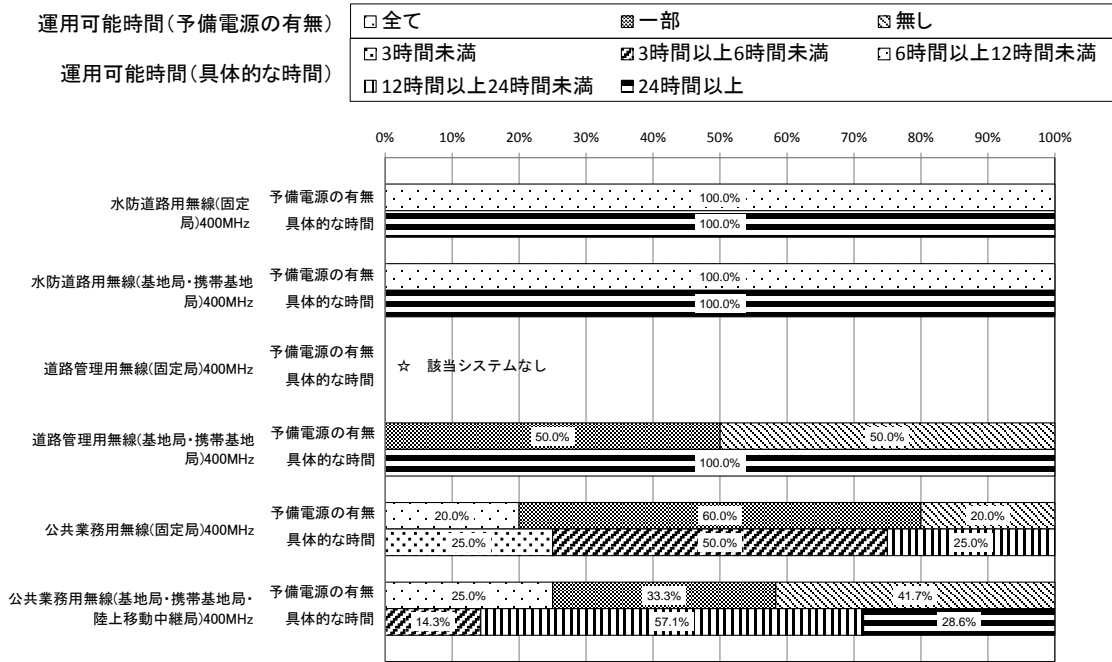 運用可能時間(予備電源の有無)
全て 一部 無し
運用可能時間(具体的な時間)
3時間未満 3時間以上6時間未満 6時間以上12時間未満
12時間以上24時間未満 24時間以上
0% 10% 20% 30% 40% 50% 60% 70% 80% 90% 100%
水防道路用無線(固定
局)400MHz
予備電源の有無
100.0%
具体的な時間
100.0%
水防道路用無線(基地局・携帯基地
局)400MHz
予備電源の有無
100.0%
具体的な時間
100.0%
道路管理用無線(固定局)400MHz
予備電源の有無
具体的な時間
☆ 該当システムなし
道路管理用無線(基地局・携帯基地
局)400MHz
予備電源の有無
50.0% 50.0%
具体的な時間
100.0%
公共業務用無線(固定局)400MHz
予備電源の有無
20.0% 60.0% 20.0%
具体的な時間
25.0% 50.0% 25.0%
公共業務用無線(基地局・携帯基地局・
陸上移動中継局)400MHz
予備電源の有無
25.0% 33.3% 41.7%
具体的な時間
14.3% 57.1% 28.6%